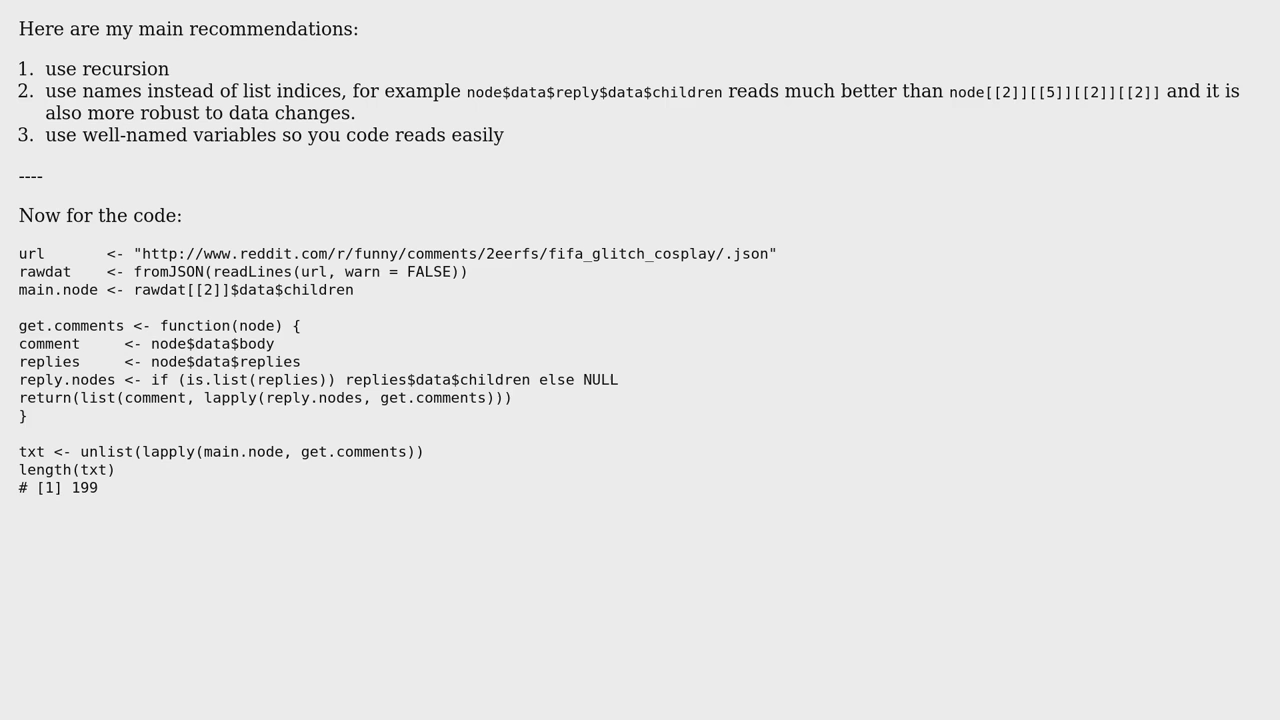 Here are my main recommendations:
1. use recursion
2. use names instead of list indices, for example node$data$reply$data$children reads much better than node[[2]][[5]][[2]][[2]] and it is
also more robust to data changes.
3. use well-named variables so you code reads easily
----
Now for the code:
url       <- "http://www.reddit.com/r/funny/comments/2eerfs/fifa_glitch_cosplay/.json"
rawdat    <- fromJSON(readLines(url, warn = FALSE))
main.node <- rawdat[[2]]$data$children
get.comments <- function(node) {
comment     <- node$data$body
replies     <- node$data$replies
reply.nodes <- if (is.list(replies)) replies$data$children else NULL
return(list(comment, lapply(reply.nodes, get.comments)))
}
txt <- unlist(lapply(main.node, get.comments))
length(txt)
# [1] 199